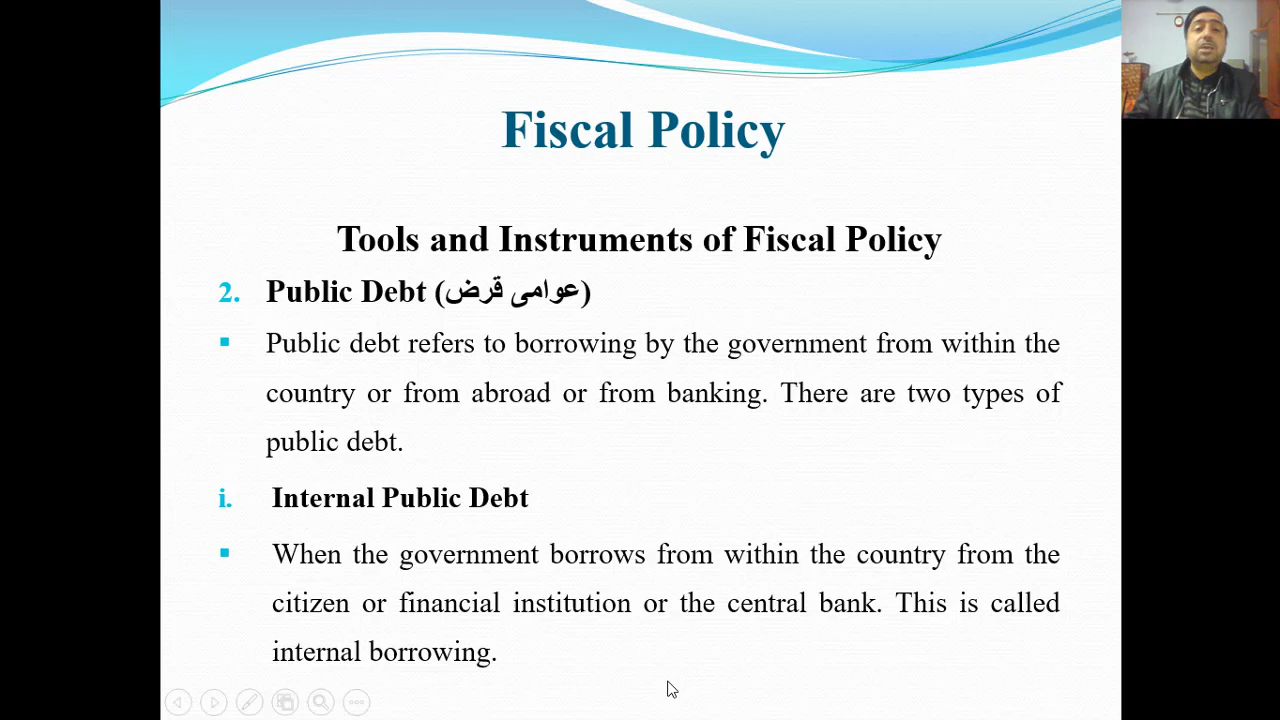 Fiscal Policy
Tools and Instruments of Fiscal Policy
2. Public Debt (عوامی قرض)
▪ Public debt refers to borrowing by the government from within the
country or from abroad or from banking. There are two types of
public debt.
i. Internal Public Debt
▪ When the government borrows from within the country from the
citizen or financial institution or the central bank. This is called
internal borrowing.